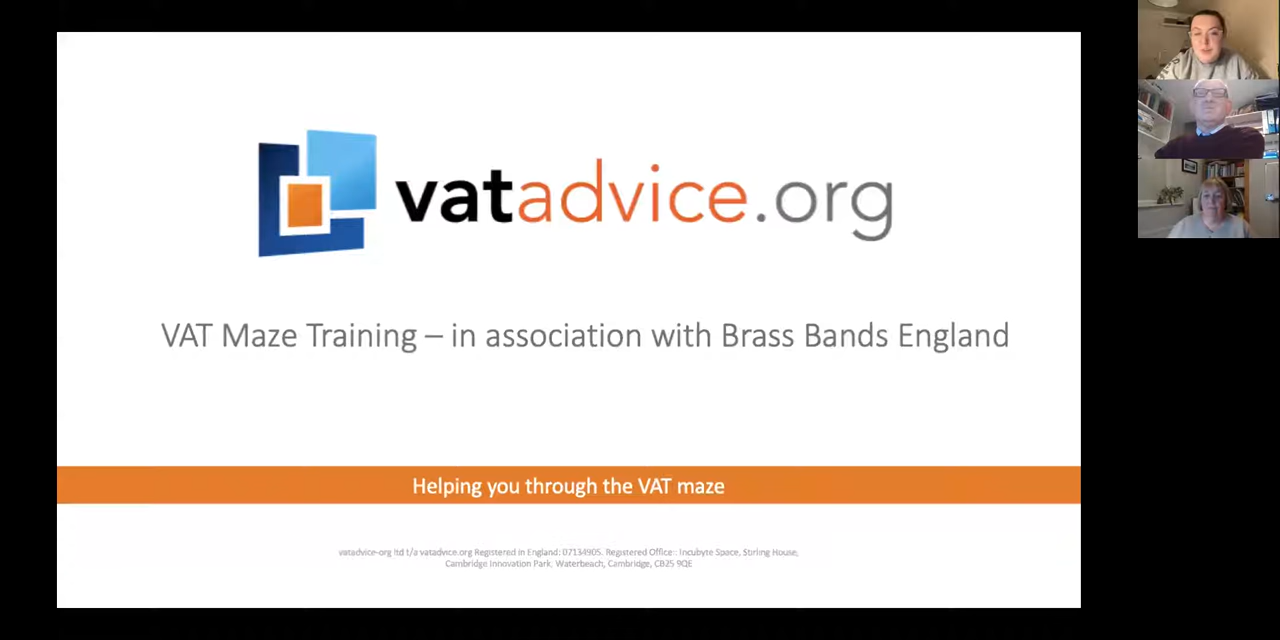 vatadvice.org
VAT Maze Training – in association with Brass Bands England
Helping you through the VAT maze
vatadvice-org ltd t/a vatadvice.org Registered in England: 07134905. Registered Office:: Incubyte Space, Stirling House,
Cambridge Innovation Park, Waterbeach, Cambridge, CB25 9QE